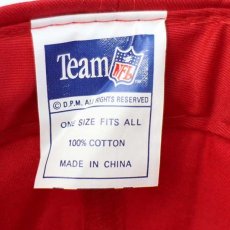 Team NFL
© D.P.M. ALL RIGHTS RESERVED
ONE SIZE FITS ALL
100% COTTON
MADE IN CHINA